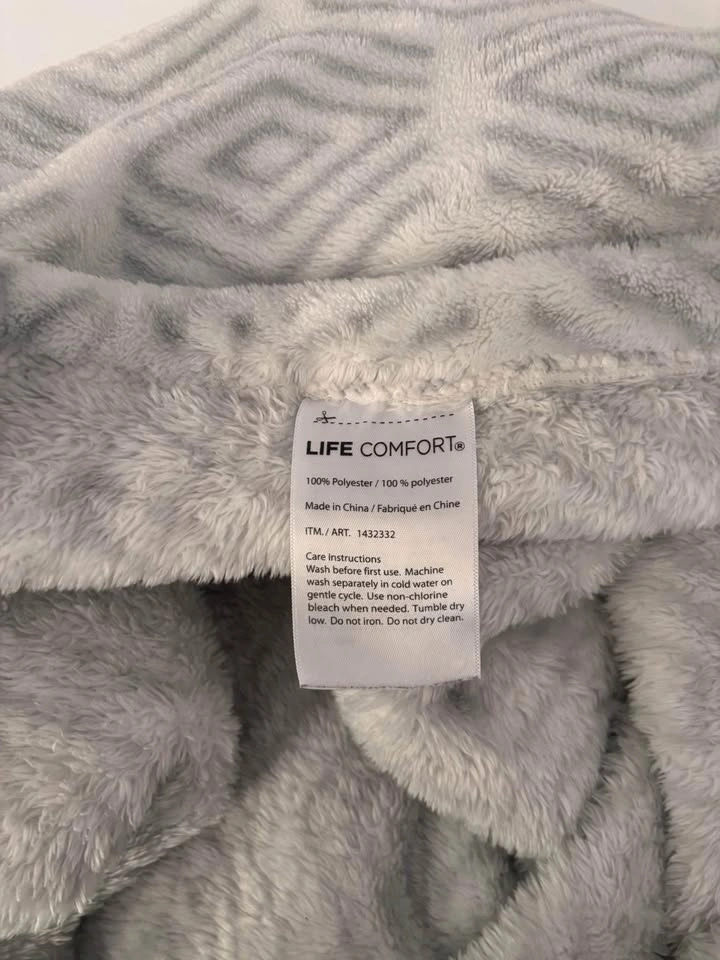 LIFE COMFORT®
100% Polyester / 100 % polyester
Made in China / Fabriqué en Chine
ITM. / ART. 1432332
Care Instructions
Wash before first use. Machine
wash separately in cold water on
gentle cycle. Use non-chlorine
bleach when needed. Tumble dry
low. Do not iron. Do not dry clean.